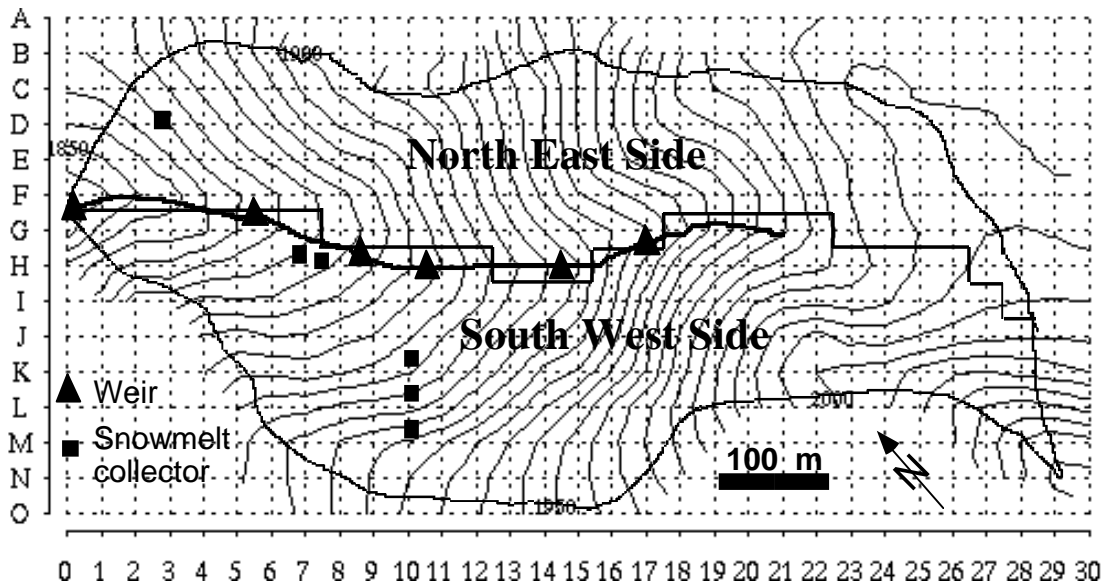 A
B
C
D
E
F
G
H
I
J
K
L
M
N
O
1900
1850
North East Side
South West Side
Weir
Snowmelt
collector
2000
100 m
N
1950
0 1 2 3 4 5 6 7 8 9 10 11 12 13 14 15 16 17 18 19 20 21 22 23 24 25 26 27 28 29 30